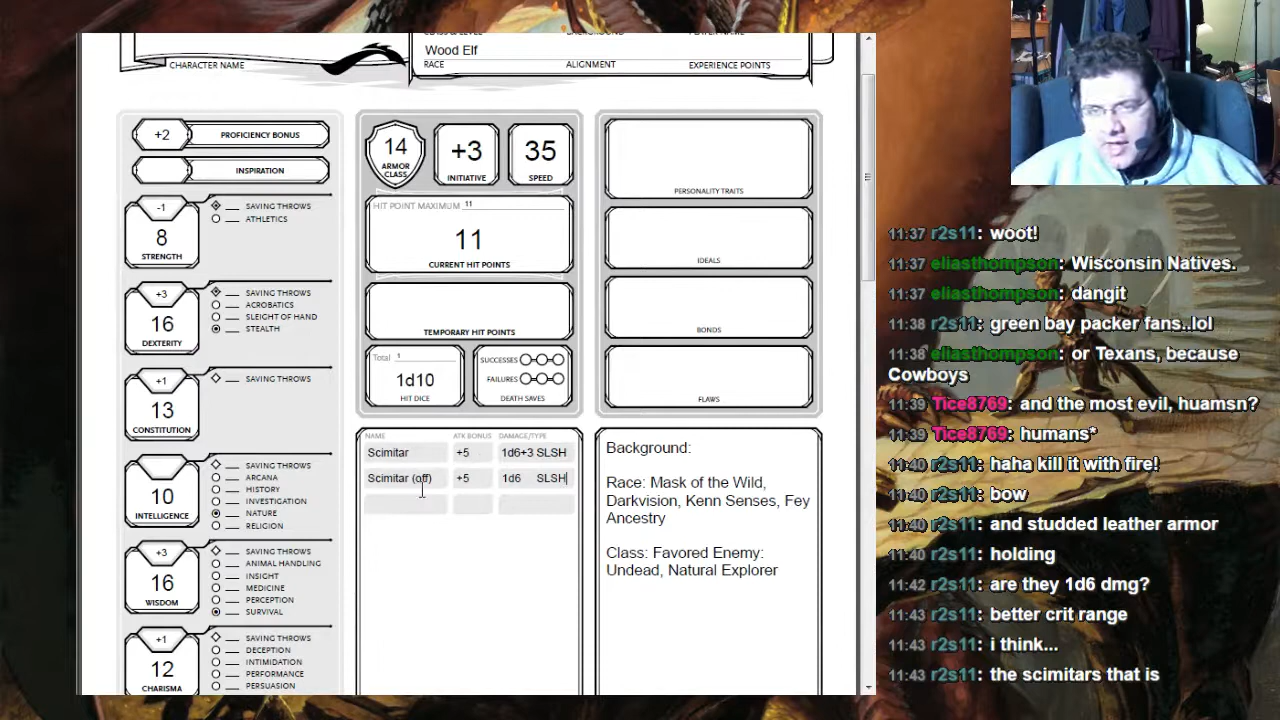 CLASS & LEVEL BACKGROUND PLAYER NAME
Wood Elf
CHARACTER NAME
RACE ALIGNMENT EXPERIENCE POINTS
+2 PROFICIENCY BONUS
INSPIRATION
-1
8
STRENGTH
SAVING THROWS
ATHLETICS
+3
16
DEXTERITY
SAVING THROWS
ACROBATICS
SLEIGHT OF HAND
STEALTH
+1
13
CONSTITUTION
SAVING THROWS
10
INTELLIGENCE
SAVING THROWS
ARCANA
HISTORY
INVESTIGATION
NATURE
RELIGION
+3
16
WISDOM
SAVING THROWS
ANIMAL HANDLING
INSIGHT
MEDICINE
PERCEPTION
SURVIVAL
+1
12
CHARISMA
SAVING THROWS
DECEPTION
INTIMIDATION
PERFORMANCE
PERSUASION
14
ARMOR
CLASS
+3
INITIATIVE
35
SPEED
HIT POINT MAXIMUM 11
11
CURRENT HIT POINTS
TEMPORARY HIT POINTS
Total 1
1d10
HIT DICE
SUCCESSES
FAILURES
DEATH SAVES
NAME ATK BONUS DAMAGE/TYPE
Scimitar +5 1d6+3 SLSH
Scimitar (off) +5 1d6 SLSH
PERSONALITY TRAITS
IDEALS
BONDS
FLAWS
Background:
Race: Mask of the Wild,
Darkvision, Kenn Senses, Fey
Ancestry
Class: Favored Enemy:
Undead, Natural Explorer
11:37 r2s11: woot!
11:37 eliasthompson: Wisconsin Natives.
11:37 eliasthompson: dangit
11:38 r2s11: green bay packer fans..lol
11:38 eliasthompson: or Texans, because
Cowboys
11:39 Tice8769: and the most evil, huamsn?
11:39 Tice8769: humans*
11:40 r2s11: haha kill it with fire!
11:40 r2s11: bow
11:40 r2s11: and studded leather armor
11:40 r2s11: holding
11:42 r2s11: are they 1d6 dmg?
11:43 r2s11: better crit range
11:43 r2s11: i think...
11:43 r2s11: the scimitars that is